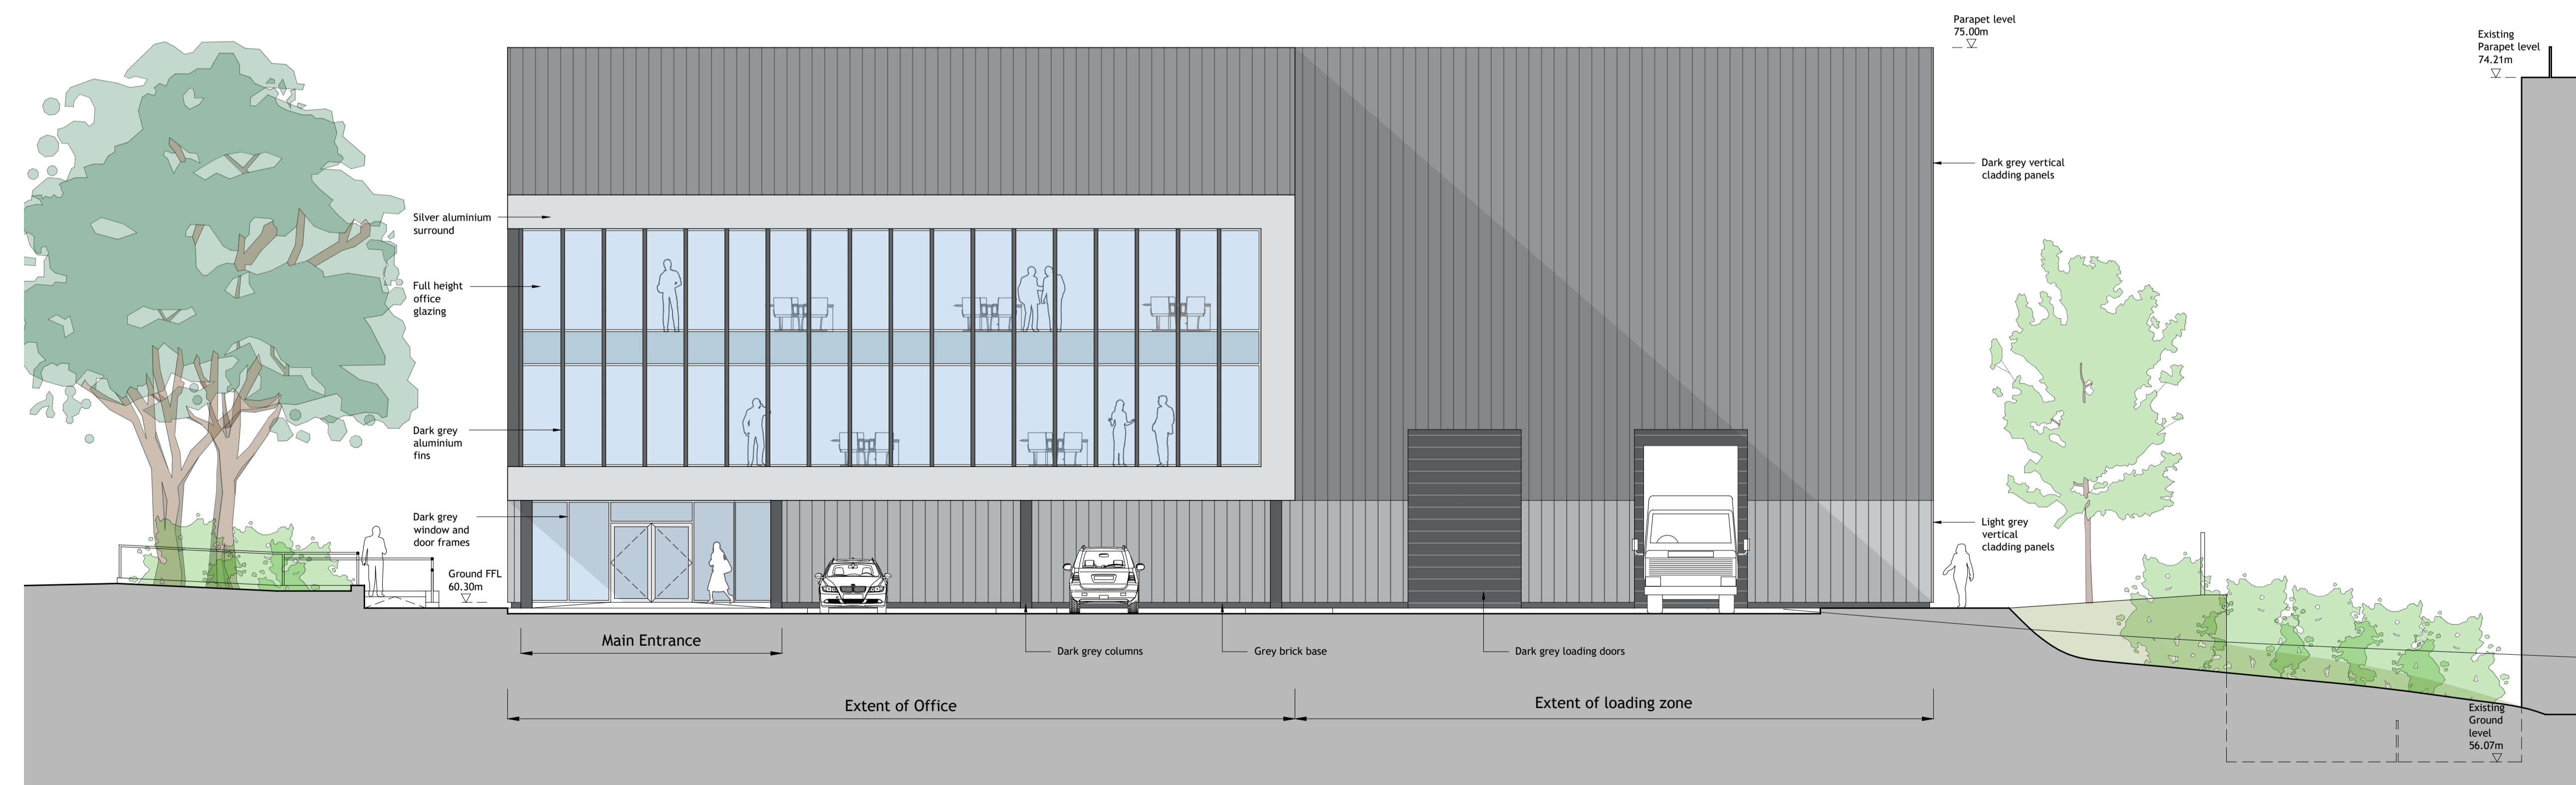 Parapet level
75.00m
Existing
Parapet level
74.21m
Dark grey vertical
cladding panels
Silver aluminium
surround
Full height
office
glazing
Dark grey
aluminium
fins
Dark grey
window and
door frames
Light grey
vertical
cladding panels
Ground FFL
60.30m
Main Entrance
Dark grey columns
Grey brick base
Dark grey loading doors
Extent of Office
Extent of loading zone
Existing
Ground
level
56.07m